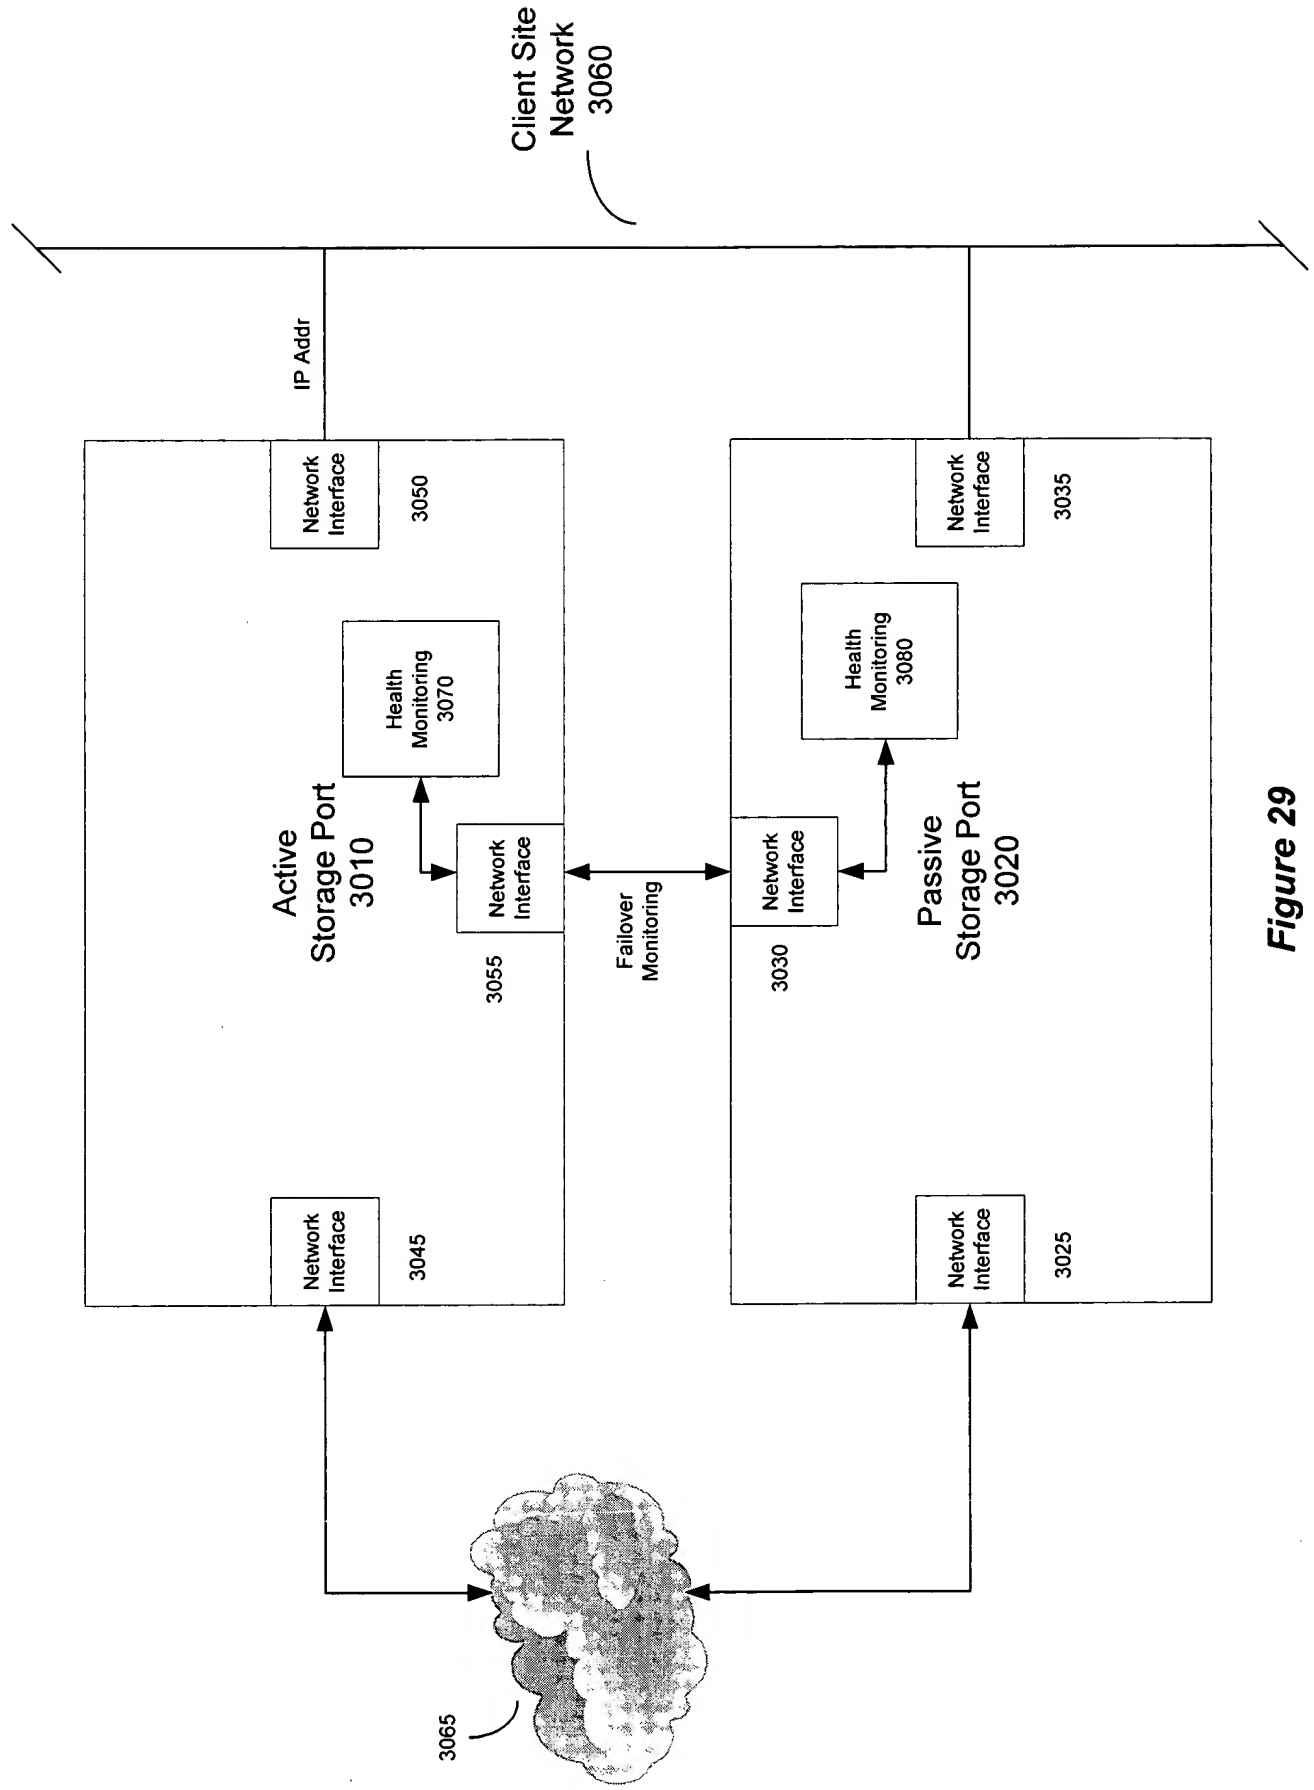 Client Site
Network
3060
IP Addr
Network
Interface
3050
Health
Monitoring
3070
Active
Storage Port
3010
Network
Interface
3055
Network
Interface
3045
Failover
Monitoring
Network
Interface
3035
Health
Monitoring
3080
Network
Interface
3030
Passive
Storage Port
3020
Network
Interface
3025
3065
Figure 29